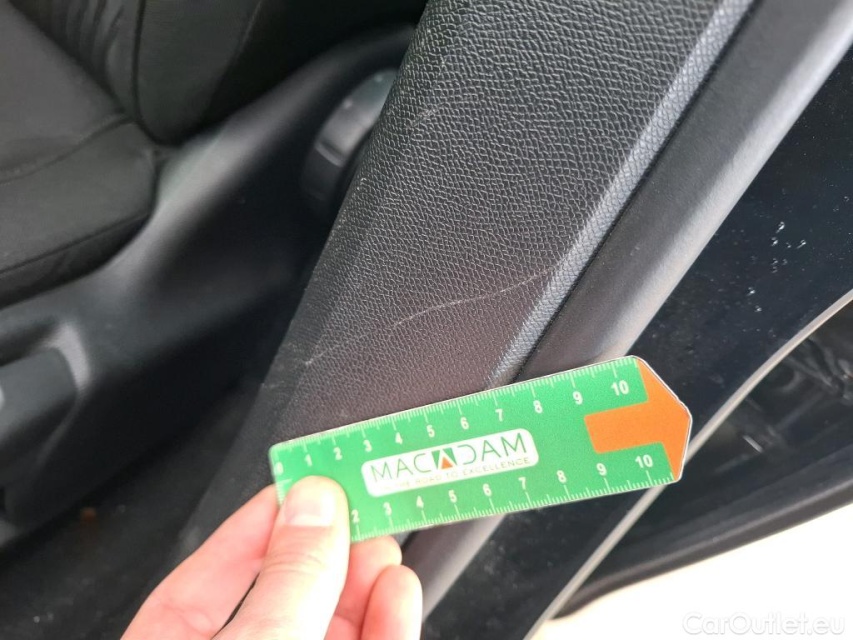 0 1 2 3 4 5 6 7 8 9 10
MACADAM
THE ROAD TO EXCELLENCE
2 3 4 5 6 7 8 9 10
CarOutlet.eu